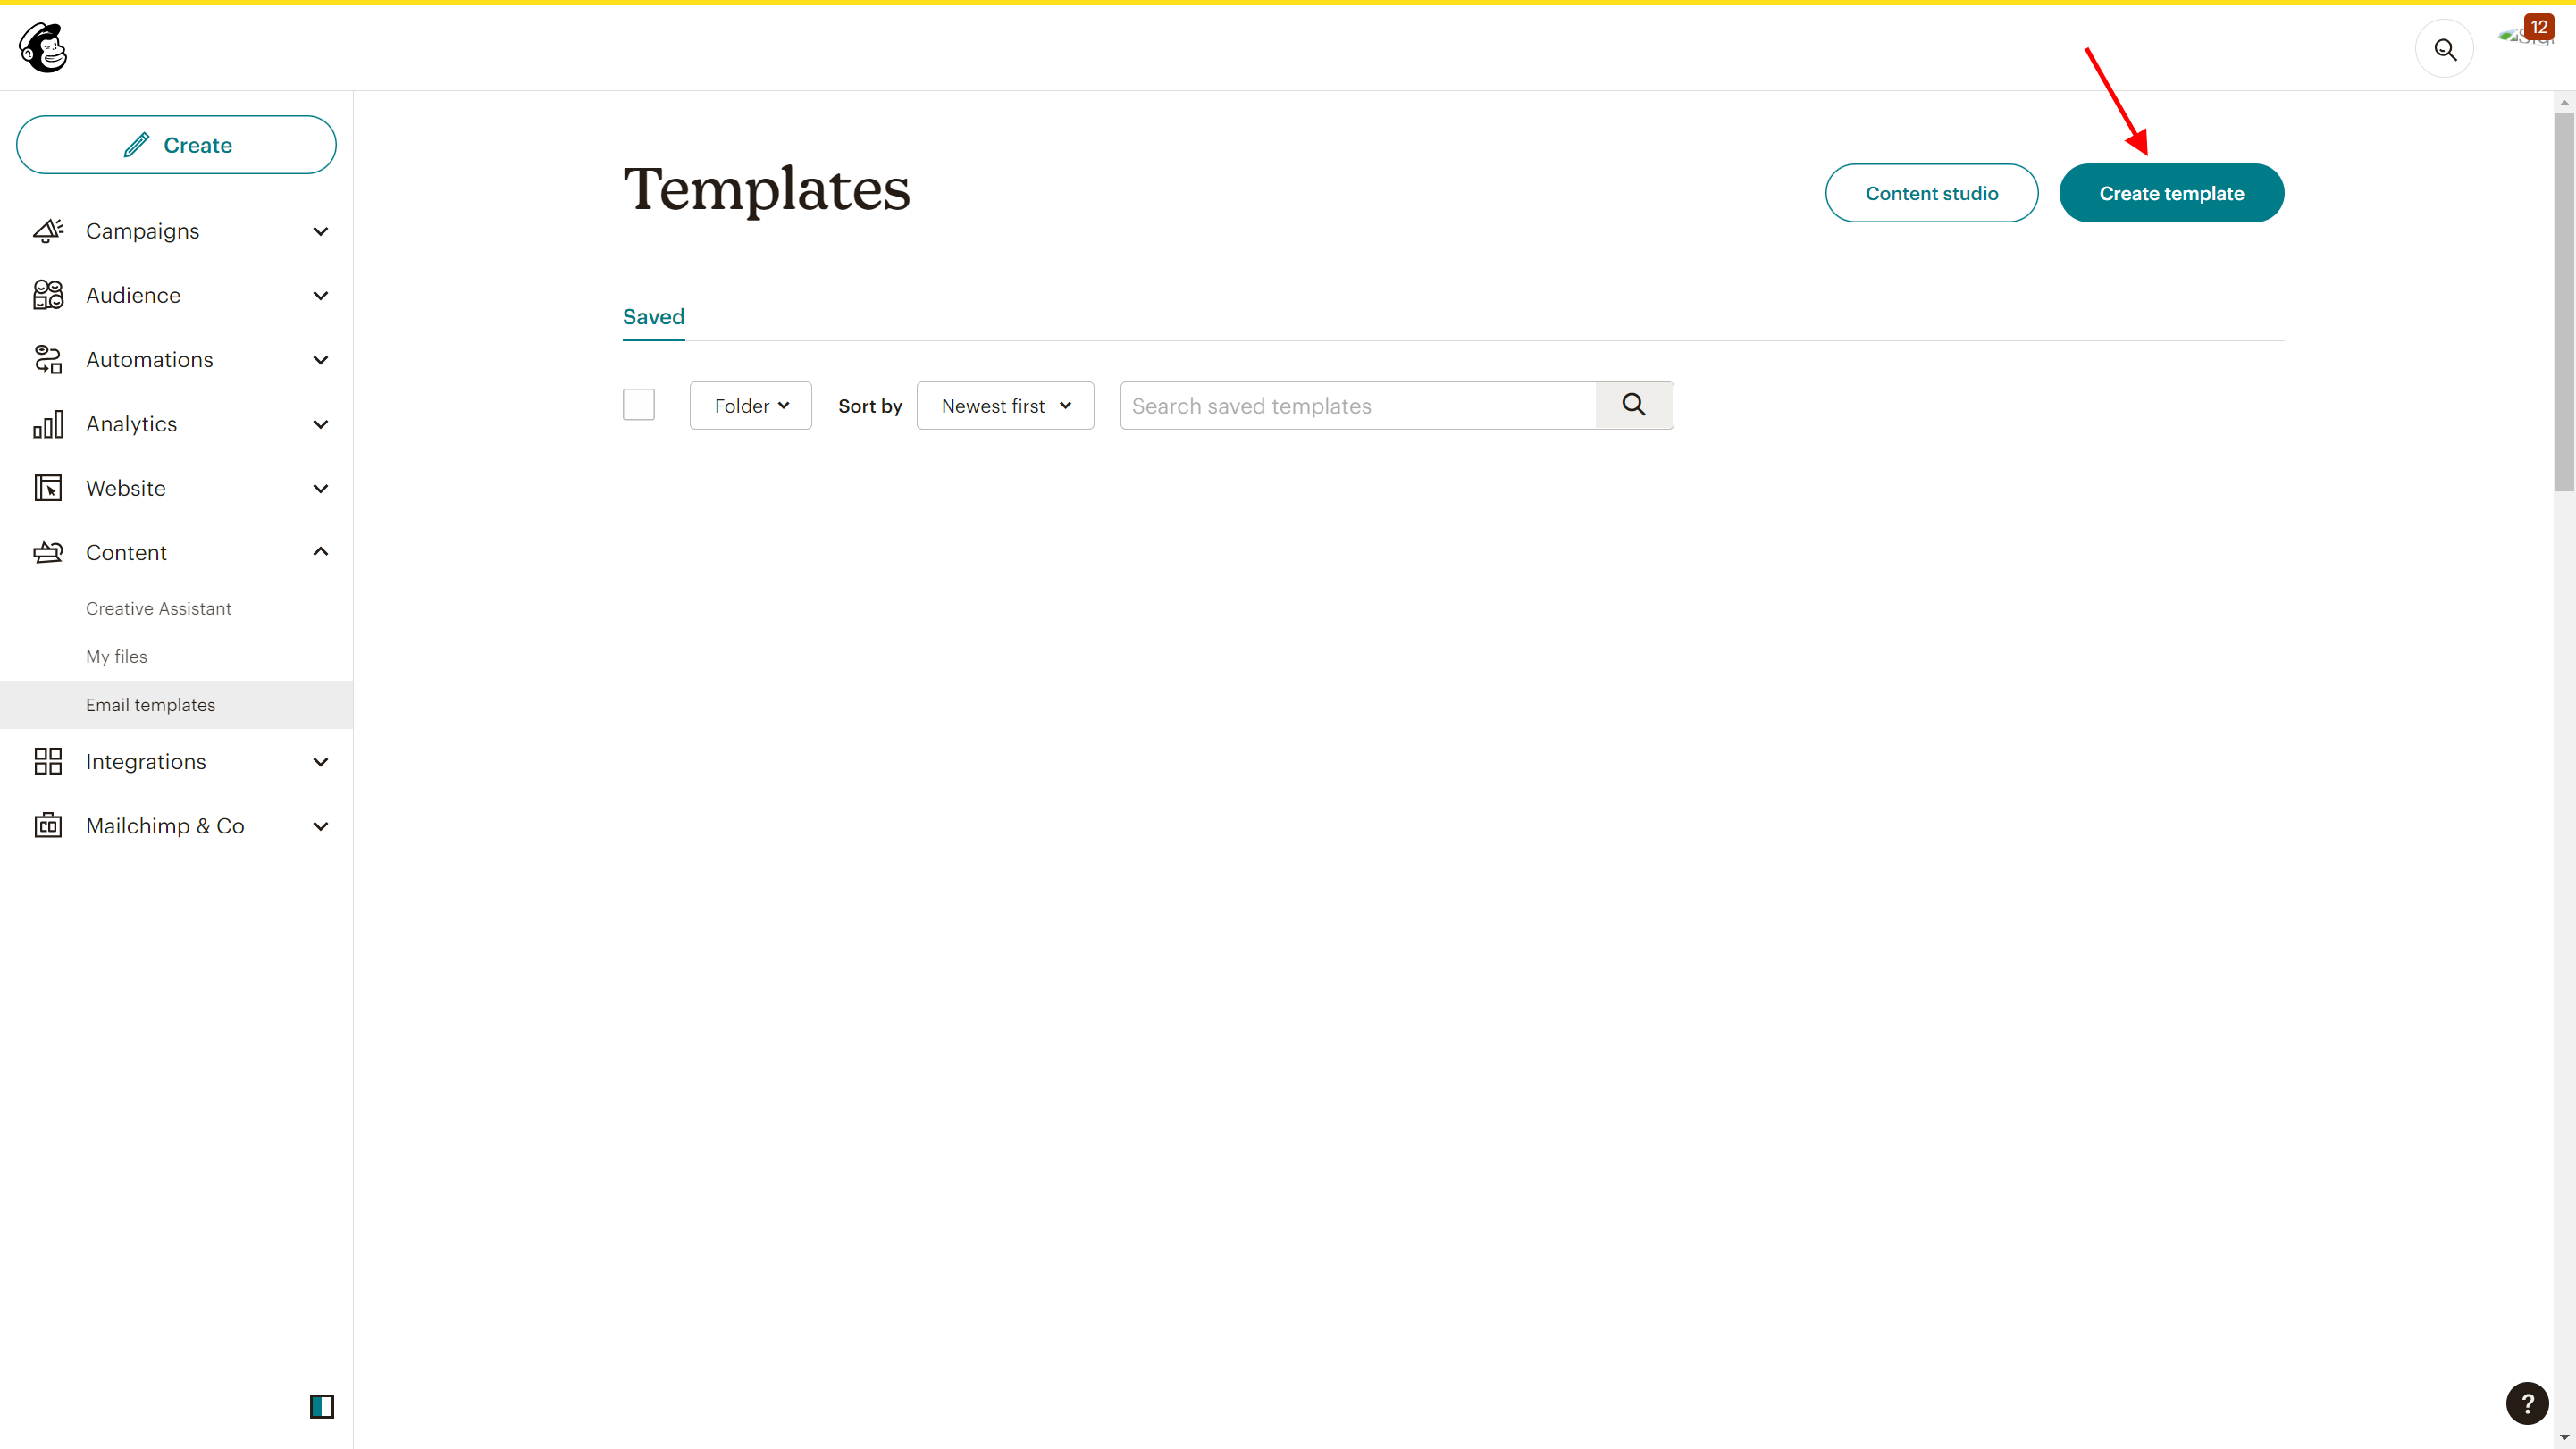 12
Create
Campaigns
Audience
Automations
Analytics
Website
Content
Creative Assistant
My files
Email templates
Integrations
CO
Mailchimp & Co
Templates
Content studio
Create template
Saved
Folder
Sort by
Newest first
Search saved templates
?